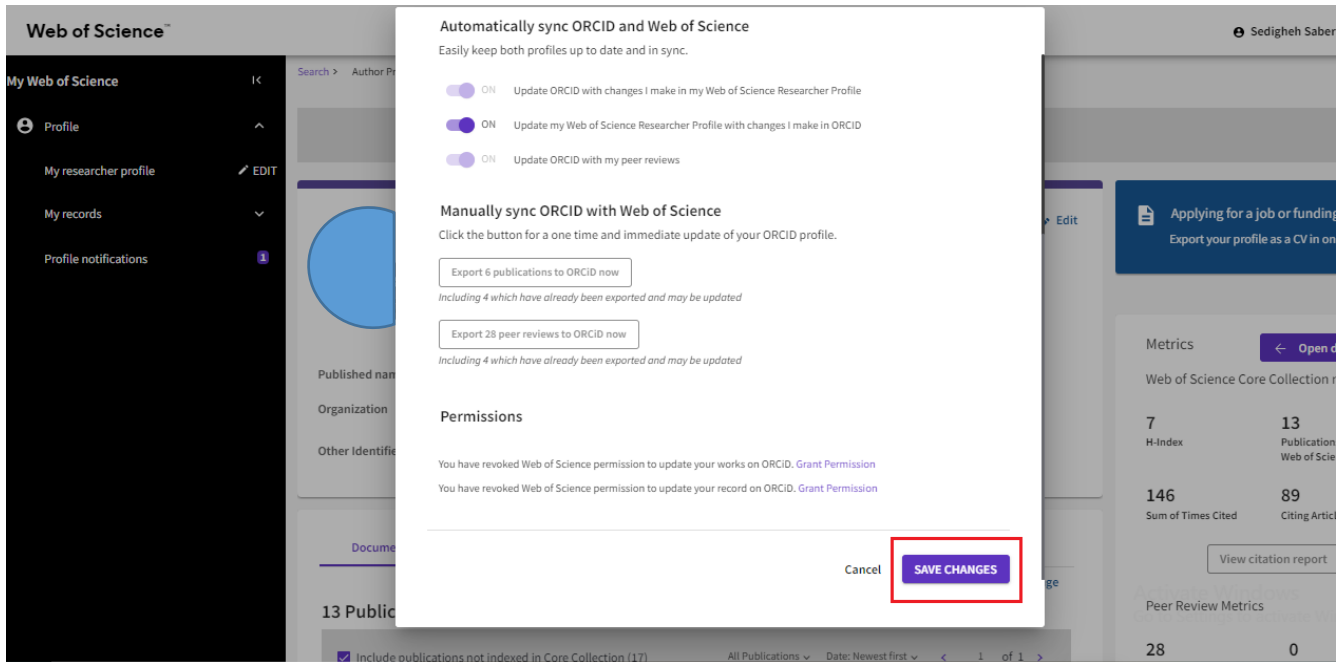 Web of Science™
Sedigheh Saber
My Web of Science
Profile
My researcher profile
EDIT
My records
Profile notifications
1
Search > Author Pr
Automatically sync ORCID and Web of Science
Easily keep both profiles up to date and in sync.
ON Update ORCID with changes I make in my Web of Science Researcher Profile
ON Update my Web of Science Researcher Profile with changes I make in ORCID
ON Update ORCID with my peer reviews
Manually sync ORCID with Web of Science
Click the button for a one time and immediate update of your ORCID profile.
Export 6 publications to ORCiD now
Including 4 which have already been exported and may be updated
Export 28 peer reviews to ORCiD now
Including 4 which have already been exported and may be updated
Permissions
You have revoked Web of Science permission to update your works on ORCiD. Grant Permission
You have revoked Web of Science permission to update your record on ORCiD. Grant Permission
Cancel
SAVE CHANGES
Edit
Published nam
Organization
Other Identifie
Docume
ge
13 Public
Include publications not indexed in Core Collection (17)
All Publications
Date: Newest first
< 1 of 1 >
Applying for a job or funding
Export your profile as a CV in on
Metrics
← Open d
Web of Science Core Collection
7
H-Index
13
Publication
Web of Scie
146
Sum of Times Cited
89
Citing Articl
View citation report
Activate Windows
Peer Review Metrics
28
0